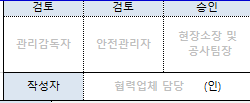 검토 검토 승인
관리감독자 안전관리자 현장소장 및
공사팀장
작성자 협력업체 담당 (인)